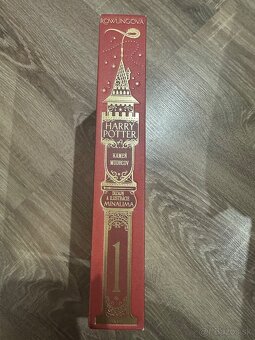 ROWLINGOVÁ
HARRY
POTTER
KAMEŇ
MUDRCOV
DIZAJN
A ILUSTRÁCIE
MINALIMA
1